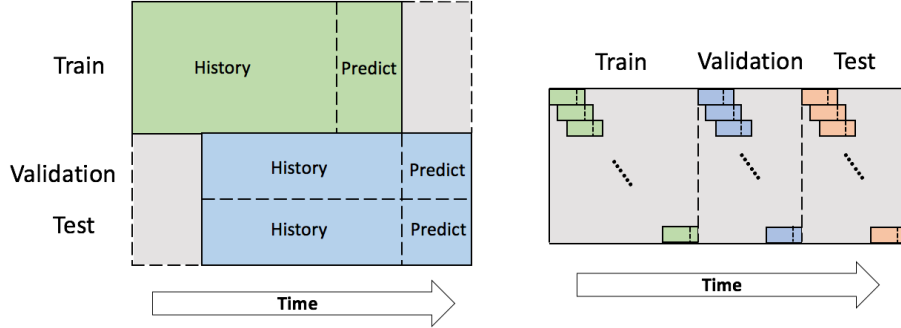 Train
History
Predict
Validation
History
Predict
Test
History
Predict
Time
Train Validation Test
Time